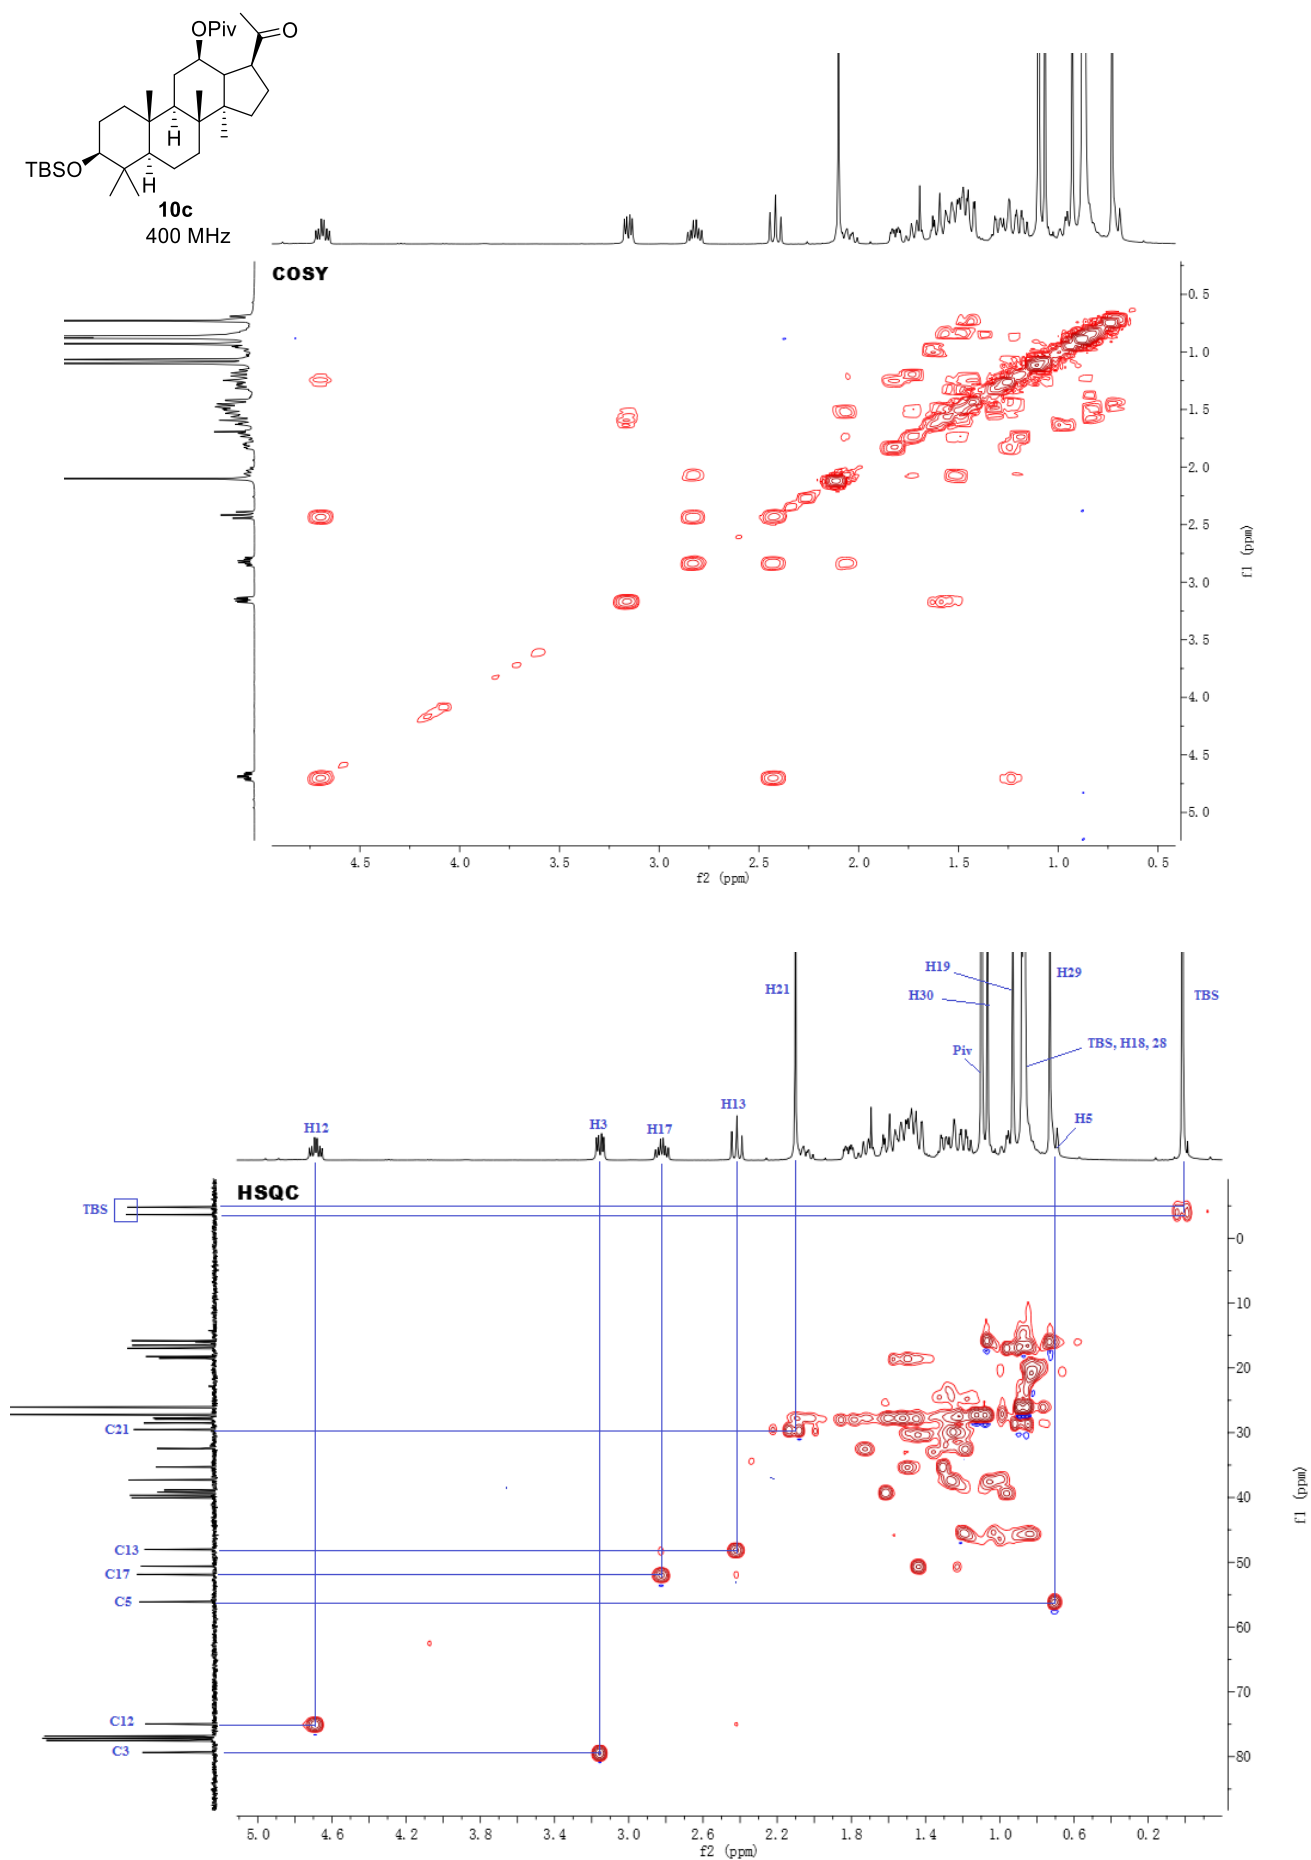 OPiv
O
H
TBSO
H
10c
400 MHz
COSY
0.5
1.0
1.5
2.0
2.5
3.0
3.5
4.0
4.5
5.0
f1 (ppm)
4.5 4.0 3.5 3.0 2.5 2.0 1.5 1.0 0.5
f2 (ppm)
H19
H29
H21
H30
TBS
Piv
TBS, H18, 28
H13
H5
H12
H3
H17
HSQC
TBS
0
10
20
C21
30
40
C13
50
C17
C5
60
70
C12
C3
80
f1 (ppm)
5.0 4.6 4.2 3.8 3.4 3.0 2.6 2.2 1.8 1.4 1.0 0.6 0.2
f2 (ppm)